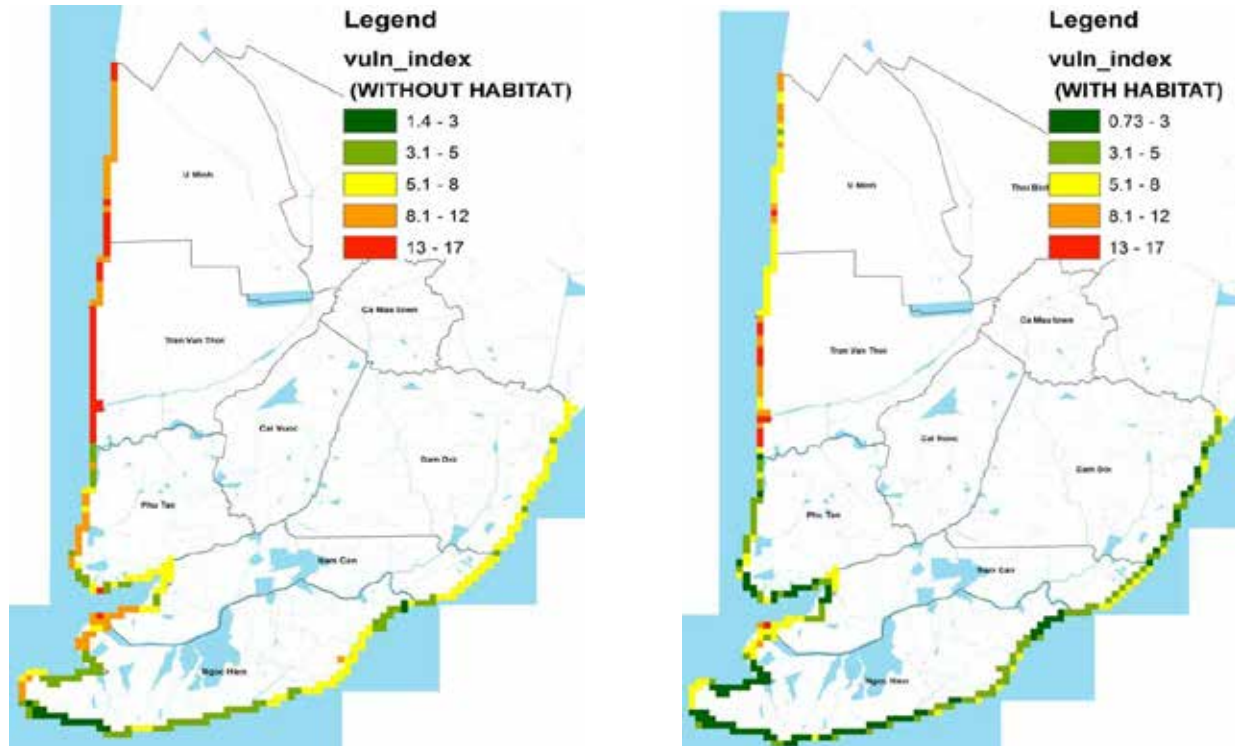 Legend
vuln_index
(WITHOUT HABITAT)
1.4 - 3
3.1 - 5
5.1 - 8
8.1 - 12
13 - 17
U Minh
Ca Mau town
Tran Van Thoi
Cai Nuoc
Dam Doi
Phu Tan
Nam Can
Ngoc Hien
Legend
vuln_index
(WITH HABITAT)
0.73 - 3
3.1 - 5
5.1 - 8
8.1 - 12
13 - 17
U Minh
Thoi Binh
Ca Mau town
Tran Van Thoi
Cai Nuoc
Dam Doi
Phu Tan
Nam Can
Ngoc Hien